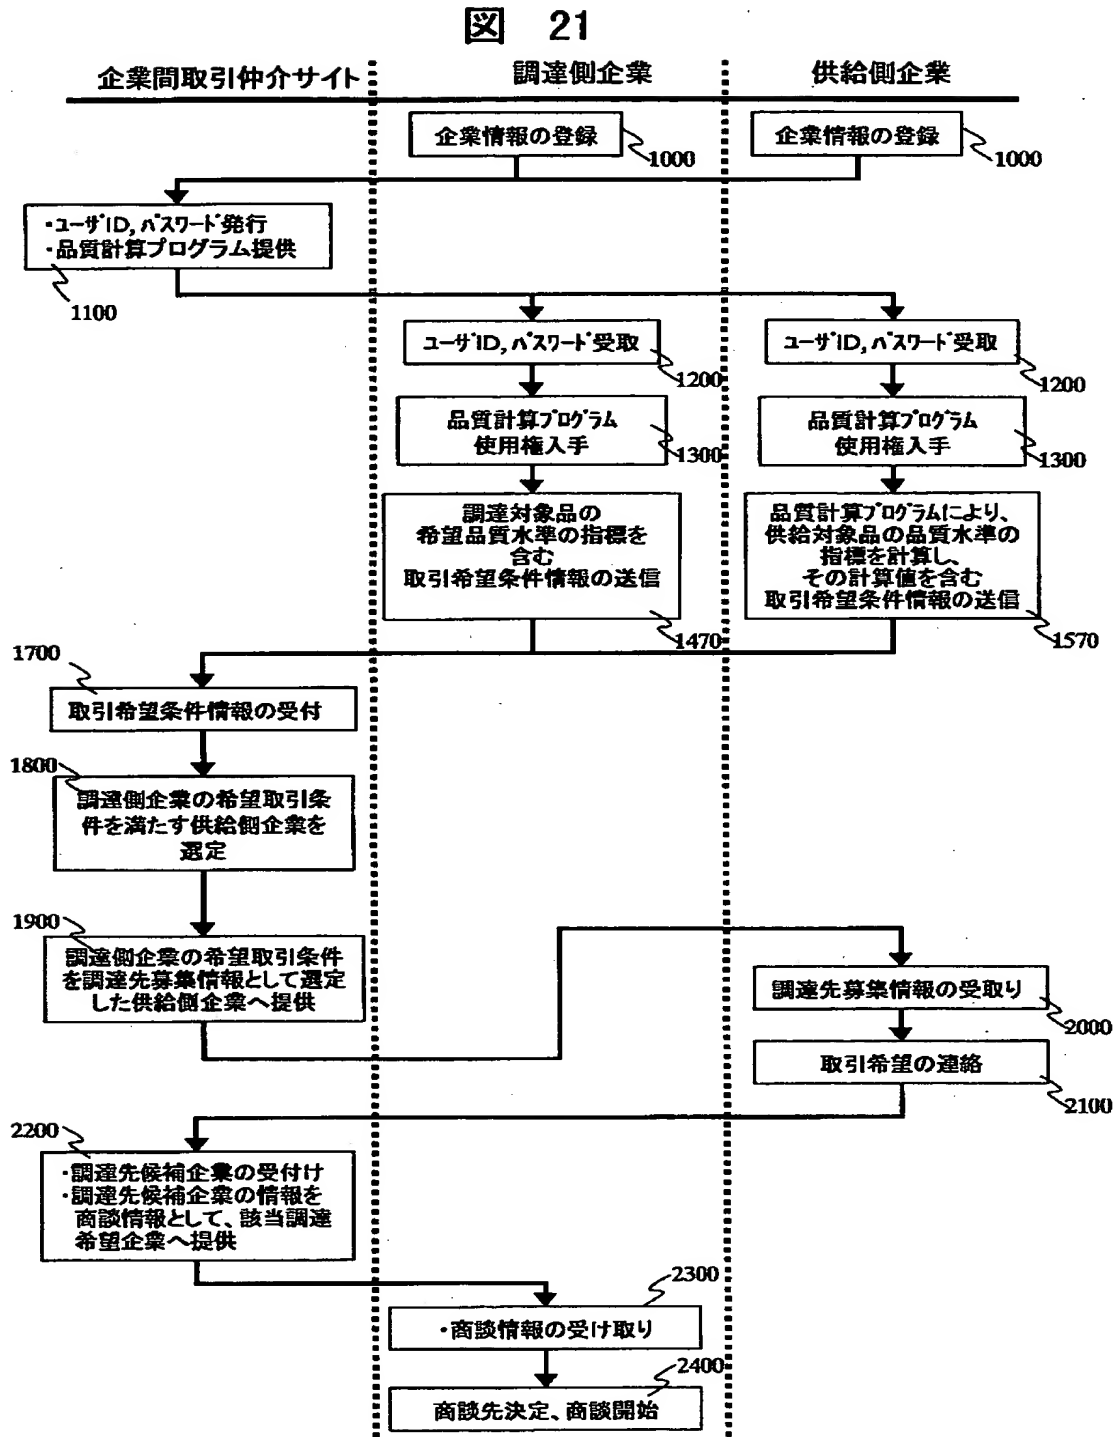 図 21
企業間取引仲介サイト
調達側企業
供給側企業
企業情報の登録
1000
企業情報の登録
1000
・ユーザID,パスワード発行
・品質計算プログラム提供
1100
ユーザID,パスワード受取
1200
ユーザID,パスワード受取
1200
品質計算プログラム
使用権入手
1300
品質計算プログラム
使用権入手
1300
調達対象品の
希望品質水準の指標を
含む
取引希望条件情報の送信
1470
品質計算プログラムにより、
供給対象品の品質水準の
指標を計算し、
その計算値を含む
取引希望条件情報の送信
1570
1700
取引希望条件情報の受付
1800
調達側企業の希望取引条
件を満たす供給側企業を
選定
1900
調達側企業の希望取引条件
を調達先募集情報として選定
した供給側企業へ提供
調達先募集情報の受取り
2000
取引希望の連絡
2100
2200
・調達先候補企業の受付け
・調達先候補企業の情報を
商談情報として、該当調達
希望企業へ提供
2300
・商談情報の受け取り
2400
商談先決定、商談開始